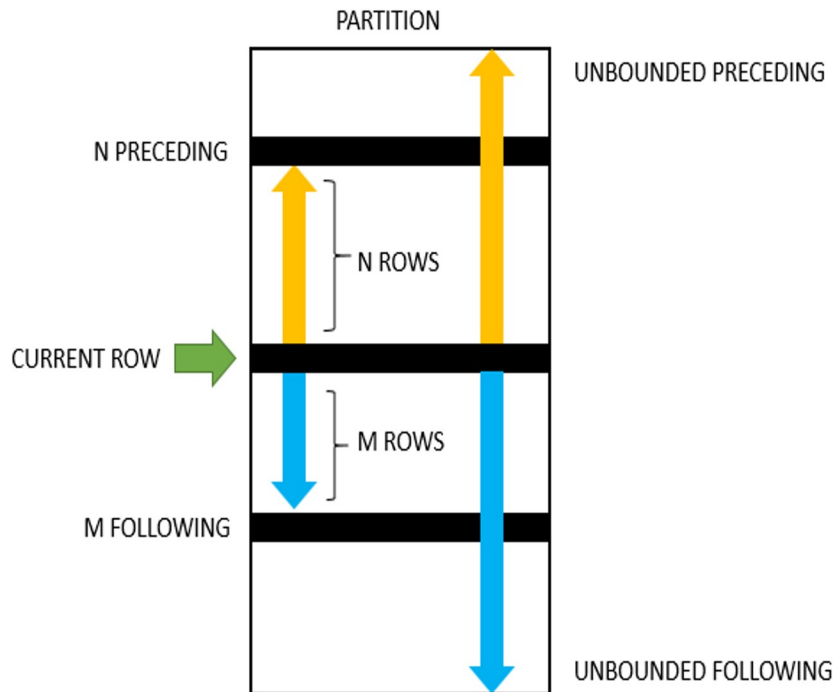 PARTITION
UNBOUNDED PRECEDING
N PRECEDING
N ROWS
CURRENT ROW
M ROWS
M FOLLOWING
UNBOUNDED FOLLOWING